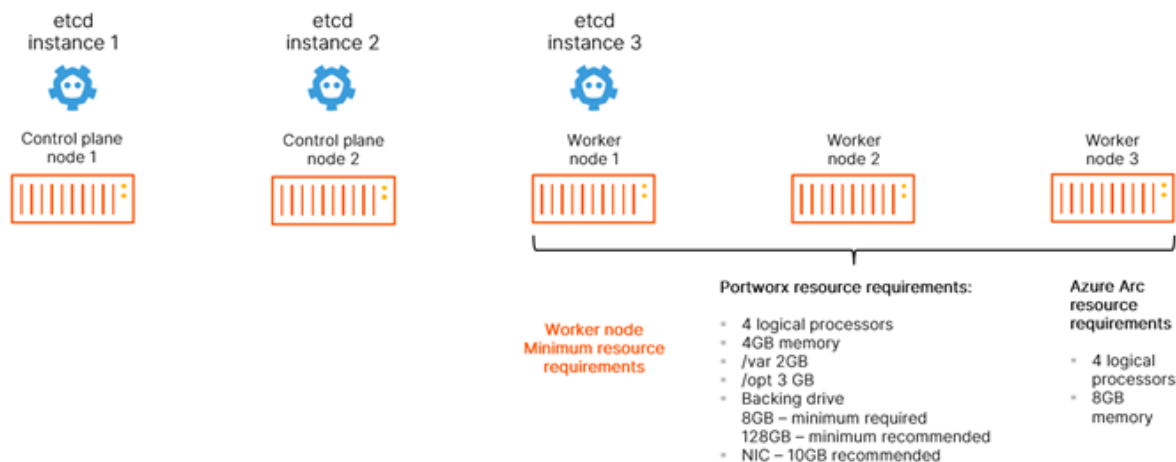 etcd
instance 1
etcd
instance 2
etcd
instance 3
Control plane
node 1
Control plane
node 2
Worker
node 1
Worker
node 2
Worker
node 3
Worker node
Minimum resource
requirements
Portworx resource requirements:
4 logical processors
4GB memory
/var 2GB
/opt 3 GB
Backing drive
8GB – minimum required
128GB – minimum recommended
NIC – 10GB recommended
Azure Arc
resource
requirements
4 logical
processors
8GB
memory